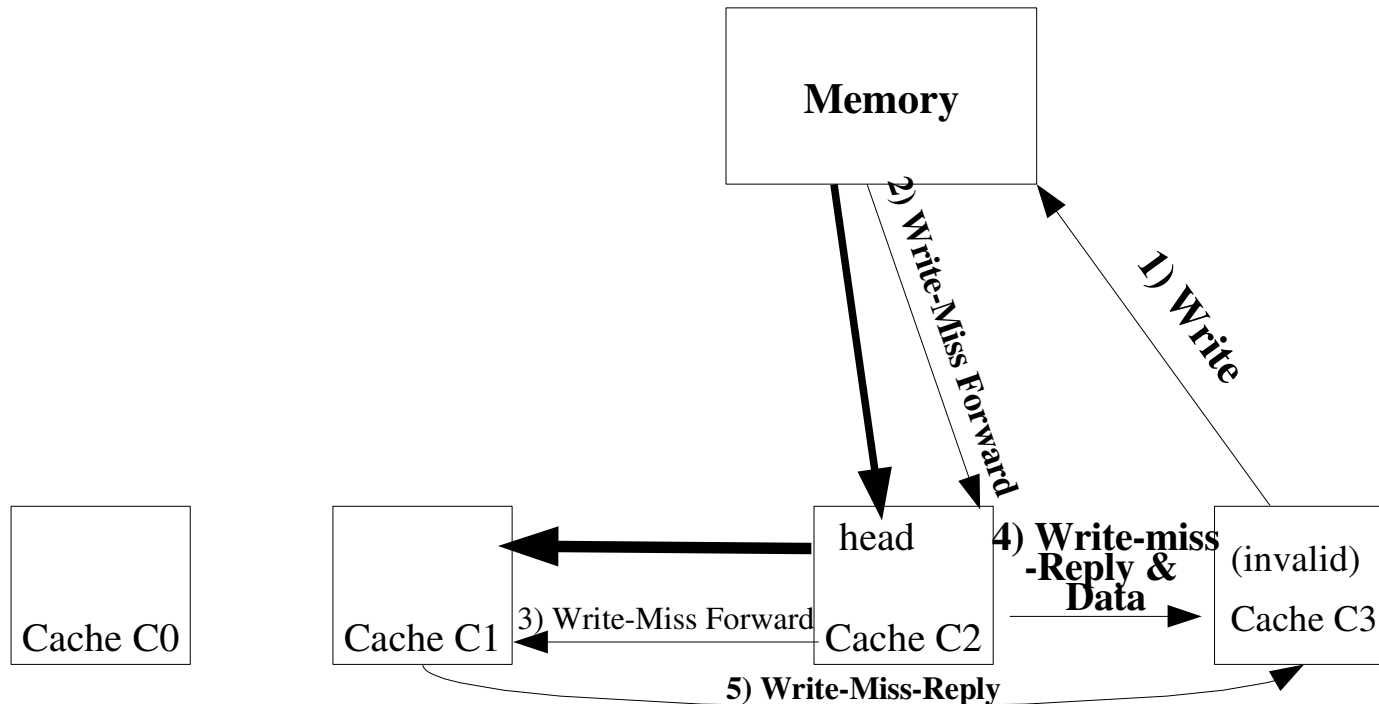 Memory
2) Write-Miss Forward
1) Write
head
4) Write-miss
-Reply &
Data
(invalid)
Cache C0
Cache C1
3) Write-Miss Forward
Cache C2
Cache C3
5) Write-Miss-Reply